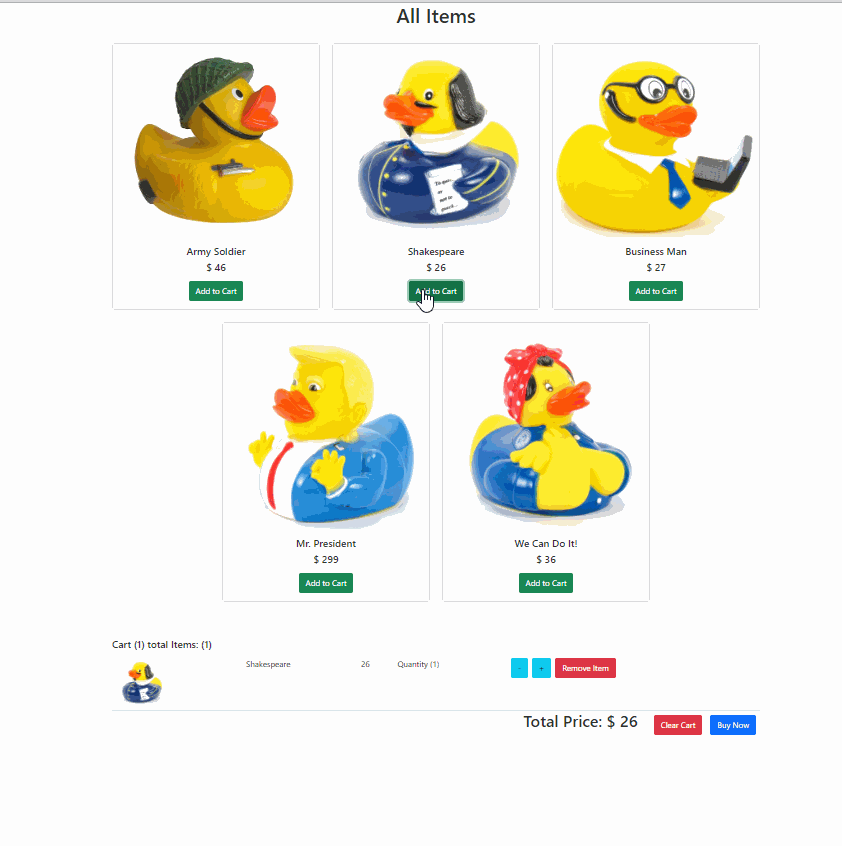 All Items
Army Soldier
$ 46
Add to Cart
Shakespeare
$ 26
Add to Cart
Business Man
$ 27
Add to Cart
Mr. President
$ 299
Add to Cart
We Can Do It!
$ 36
Add to Cart
Cart (1) total Items: (1)
Shakespeare 26 Quantity (1) - + Remove Item
Total Price: $ 26 Clear Cart Buy Now